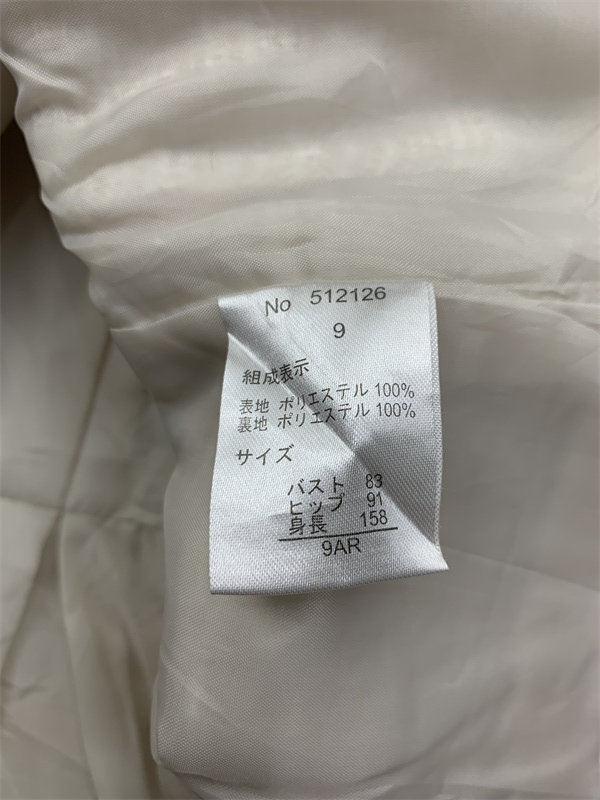 No 512126
9
組成表示
表地 ポリエステル 100%
裏地 ポリエステル 100%
サイズ
バスト 83
ヒップ 91
身長 158
9AR